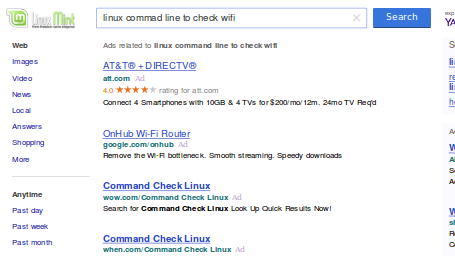 Linux Mint
linux commad line to check wifi
Search
Web
Images
Video
News
Local
Answers
Shopping
More
Anytime
Past day
Past week
Past month
Ads related to linux command line to check wifi
AT&T® + DIRECTV®
att.com Ad
4.0 ★★★★★ rating for att.com
Connect 4 Smartphones with 10GB & 4 TVs for $200/mo/12m. 24mo TV Req'd
OnHub Wi-Fi Router
google.com/onhub Ad
Remove the Wi-Fi bottleneck. Smooth streaming. Speedy downloads
Command Check Linux
wow.com/Command Check Linux Ad
Search for Command Check Linux Look Up Quick Results Now!
Command Check Linux
when.com/Command Check Linux Ad